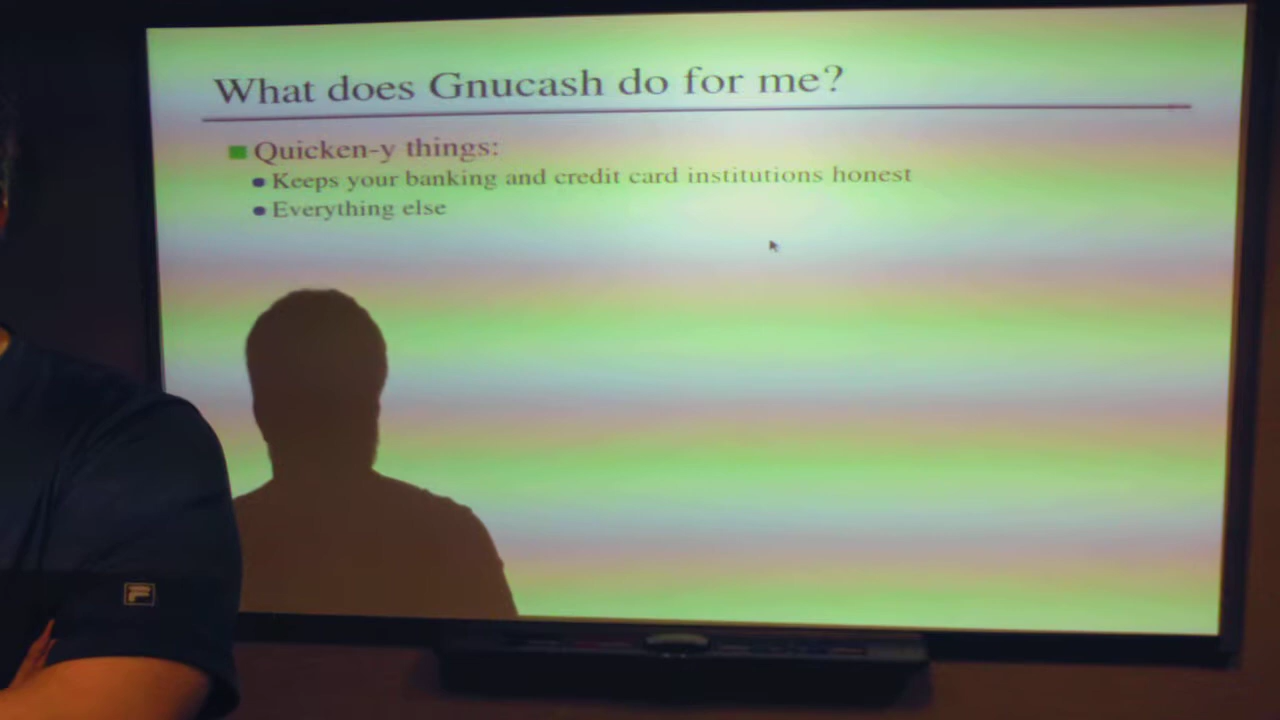 What does Gnucash do for me?
Quicken-y things:
Keeps your banking and credit card institutions honest
Everything else